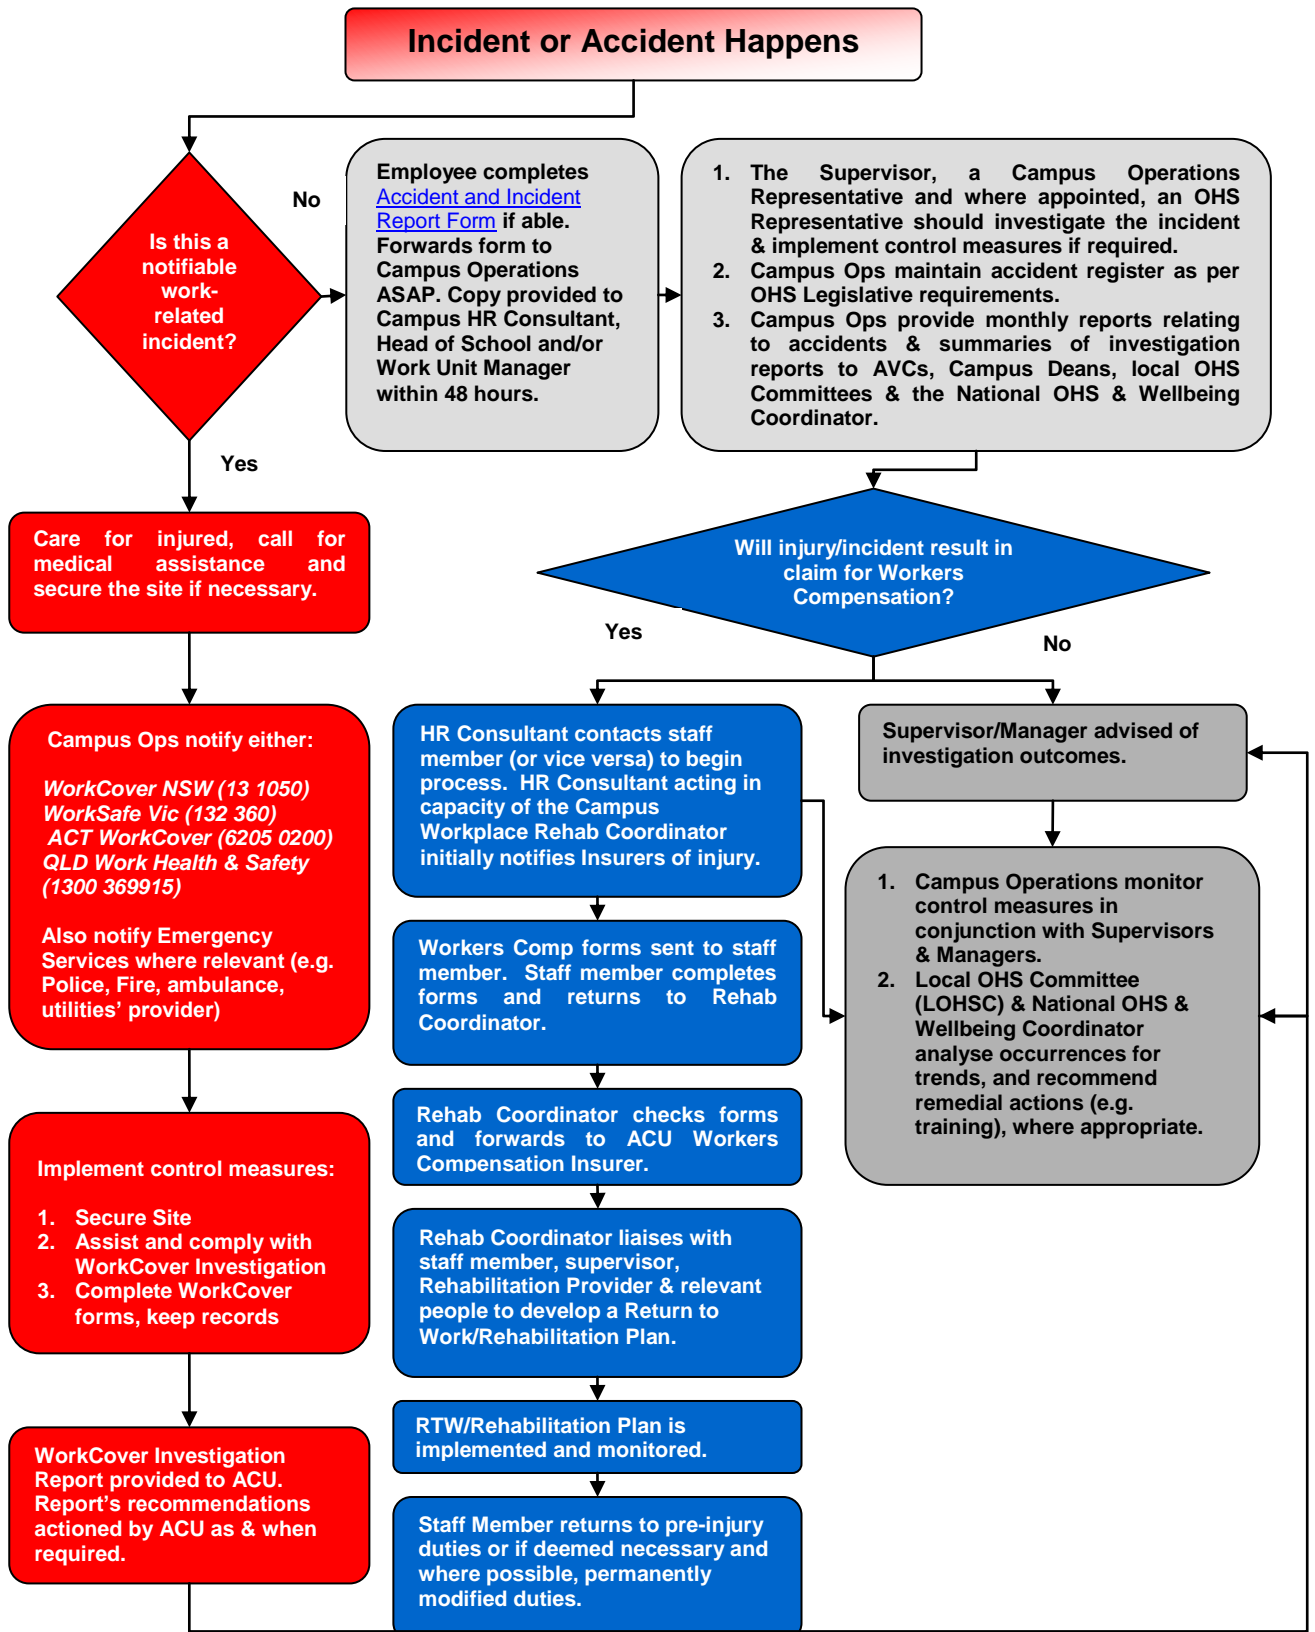 Incident or Accident Happens
Is this a
notifiable
work-
related
incident?
No
Yes
Employee completes
Accident and Incident
Report Form if able.
Forwards form to
Campus Operations
ASAP. Copy provided to
Campus HR Consultant,
Head of School and/or
Work Unit Manager
within 48 hours.
1. The Supervisor, a Campus Operations
Representative and where appointed, an OHS
Representative should investigate the incident
& implement control measures if required.
2. Campus Ops maintain accident register as per
OHS Legislative requirements.
3. Campus Ops provide monthly reports relating
to accidents & summaries of investigation
reports to AVCs, Campus Deans, local OHS
Committees & the National OHS & Wellbeing
Coordinator.
Care for injured, call for
medical assistance and
secure the site if necessary.
Campus Ops notify either:
WorkCover NSW (13 1050)
WorkSafe Vic (132 360)
ACT WorkCover (6205 0200)
QLD Work Health & Safety
(1300 369915)
Also notify Emergency
Services where relevant (e.g.
Police, Fire, ambulance,
utilities’ provider)
Implement control measures:
1. Secure Site
2. Assist and comply with
WorkCover Investigation
3. Complete WorkCover
forms, keep records
WorkCover Investigation
Report provided to ACU.
Report’s recommendations
actioned by ACU as & when
required.
Will injury/incident result in
claim for Workers
Compensation?
Yes
No
HR Consultant contacts staff
member (or vice versa) to begin
process. HR Consultant acting in
capacity of the Campus
Workplace Rehab Coordinator
initially notifies Insurers of injury.
Workers Comp forms sent to staff
member. Staff member completes
forms and returns to Rehab
Coordinator.
Rehab Coordinator checks forms
and forwards to ACU Workers
Compensation Insurer.
Rehab Coordinator liaises with
staff member, supervisor,
Rehabilitation Provider & relevant
people to develop a Return to
Work/Rehabilitation Plan.
RTW/Rehabilitation Plan is
implemented and monitored.
Staff Member returns to pre-injury
duties or if deemed necessary and
where possible, permanently
modified duties.
Supervisor/Manager advised of
investigation outcomes.
1. Campus Operations monitor
control measures in
conjunction with Supervisors
& Managers.
2. Local OHS Committee
(LOHSC) & National OHS &
Wellbeing Coordinator
analyse occurrences for
trends, and recommend
remedial actions (e.g.
training), where appropriate.